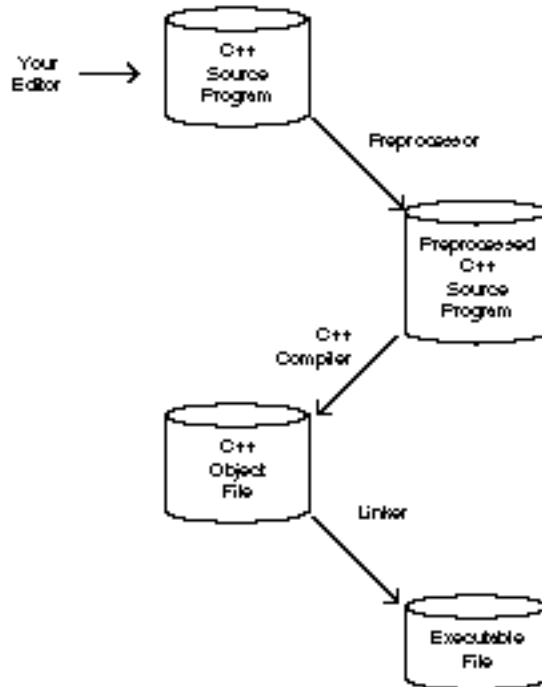 Your
Editor
C++
Source
Program
Preprocessor
Preprocessed
C++
Source
Program
C++
Compiler
C++
Object
File
Linker
Executable
File